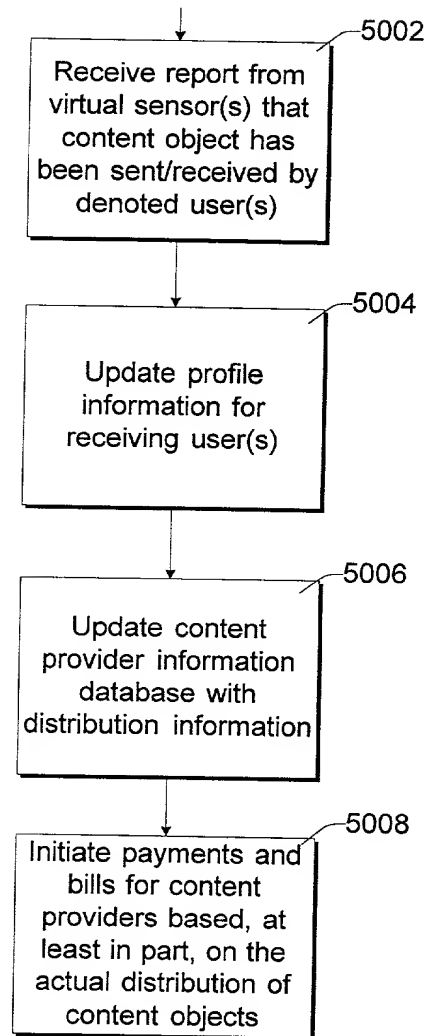 5002
Receive report from
virtual sensor(s) that
content object has
been sent/received by
denoted user(s)
5004
Update profile
information for
receiving user(s)
5006
Update content
provider information
database with
distribution information
5008
Initiate payments and
bills for content
providers based, at
least in part, on the
actual distribution of
content objects